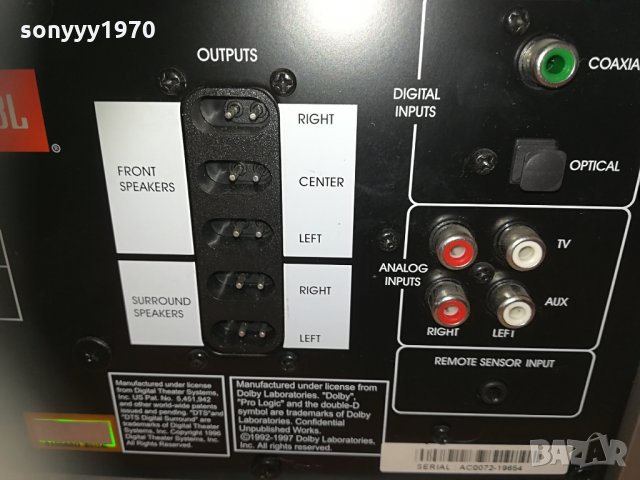 sonyyy1970
OUTPUTS
JBL
®
FRONT
SPEAKERS
RIGHT
CENTER
LEFT
SURROUND
SPEAKERS
RIGHT
LEFT
DIGITAL
INPUTS
COAXIA
OPTICAL
ANALOG
INPUTS
TV
AUX
RIGHT LEFT
REMOTE SENSOR INPUT
Manufactured under license
from Digital Theater Systems,
Inc. US Pat. No. 5,451,942
and other world-wide patents
issued and pending. "DTS"and
"DTS Digital Surround" are
trademarks of Digital Theater
Systems, Inc. Copyright 1996
Digital Theater Systems, Inc.
All Rights Reserved.
Manufactured under license from
Dolby Laboratories. "Dolby",
"Pro Logic" and the double-D
symbol are trademarks of Dolby
Laboratories. Confidential
Unpublished Works.
©1992-1997 Dolby Laboratories,
Inc. All rights reserved.
SERIAL AC0072-19654
BAZAR